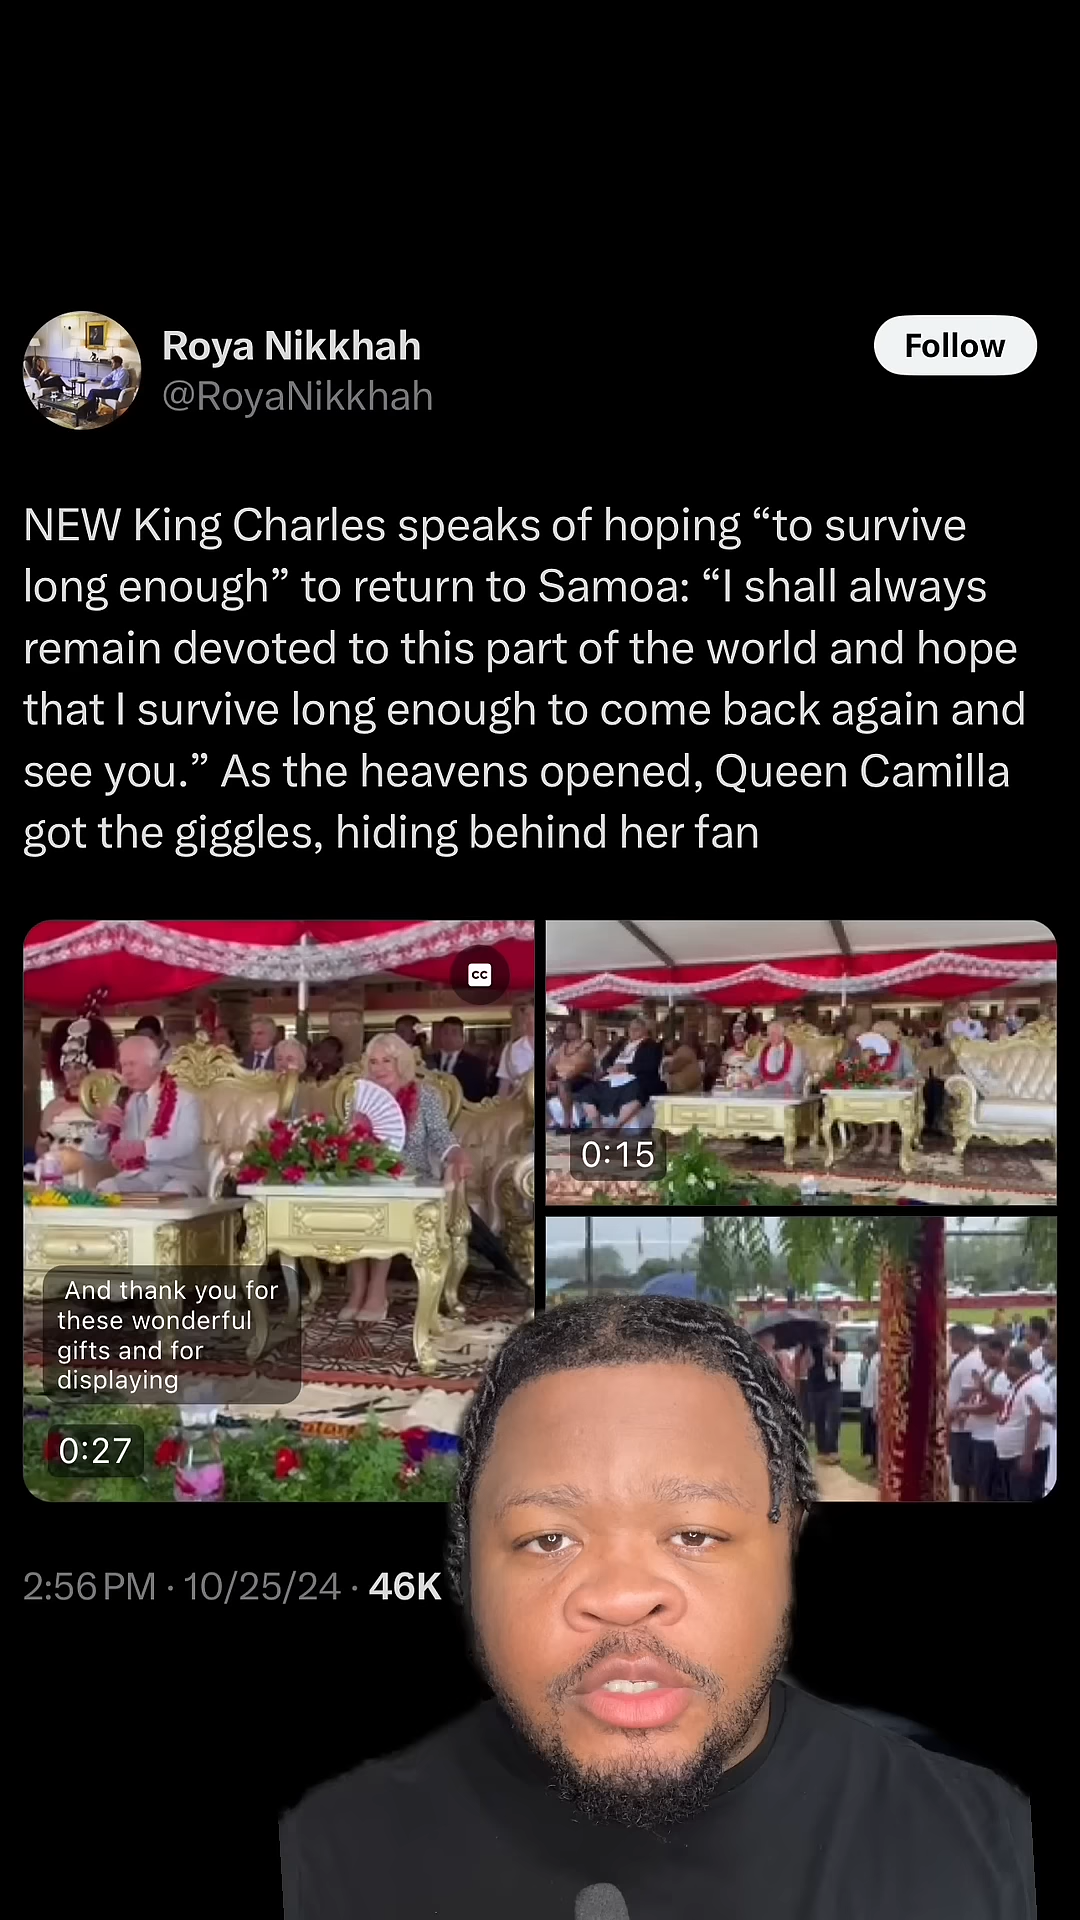 Roya Nikkhah
@RoyaNikkhah
Follow
NEW King Charles speaks of hoping “to survive
long enough” to return to Samoa: “I shall always
remain devoted to this part of the world and hope
that I survive long enough to come back again and
see you.” As the heavens opened, Queen Camilla
got the giggles, hiding behind her fan
CC
And thank you for
these wonderful
gifts and for
displaying
0:27
0:15
2:56 PM · 10/25/24 · 46K